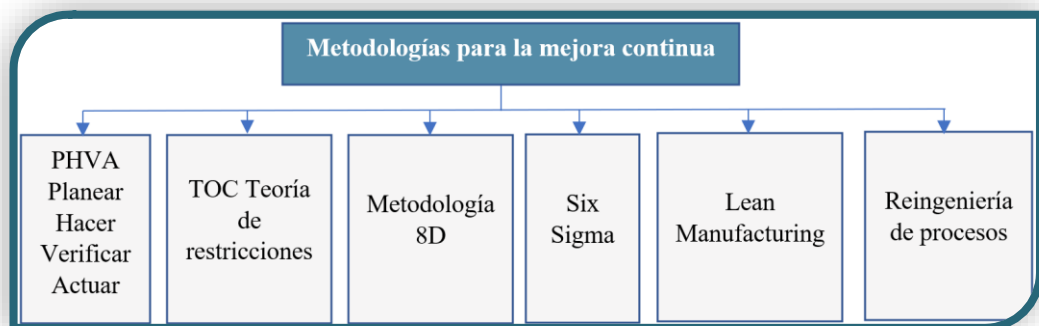 Metodologías para la mejora continua
PHVA
Planear
Hacer
Verificar
Actuar
TOC Teoría
de
restricciones
Metodología
8D
Six
Sigma
Lean
Manufacturing
Reingeniería
de procesos